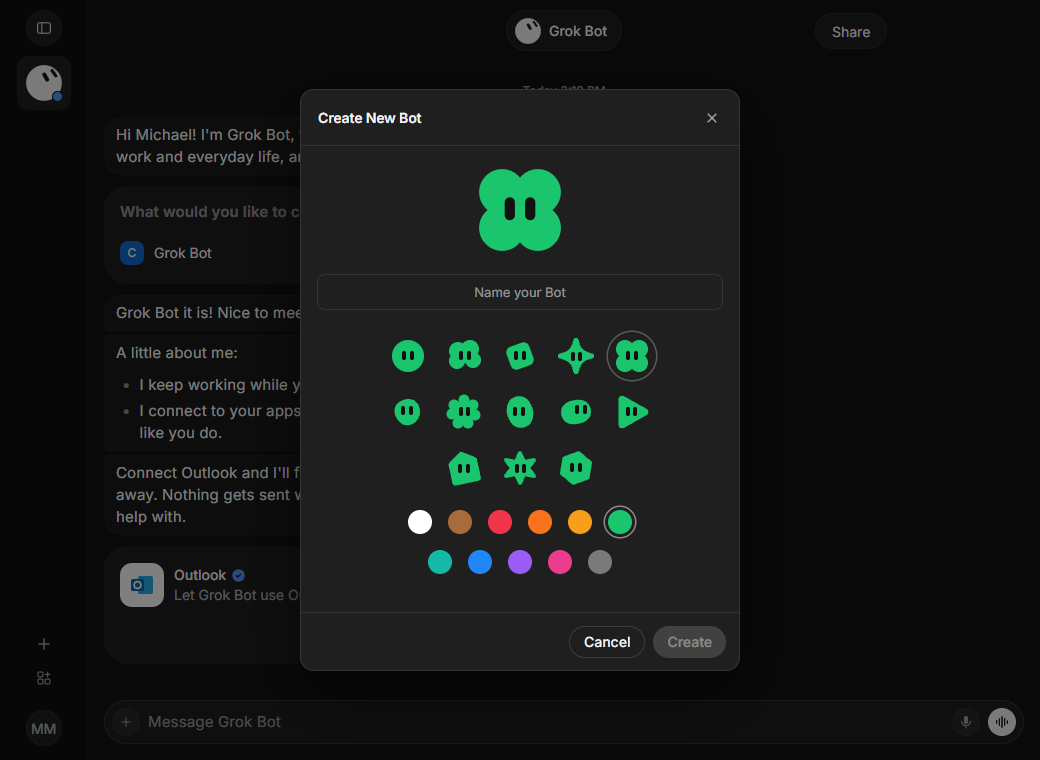 Grok Bot
Share
Create New Bot
Hi Michael! I'm Grok Bot,
work and everyday life,
What would you like to
C Grok Bot
Name your Bot
Grok Bot it is! Nice to
A little about me:
I keep working while
I connect to your apps
like you do.
Connect Outlook and I'll
away. Nothing gets sent
help with.
Outlook
Let Grok Bot use
Cancel
Create
MM
Message Grok Bot